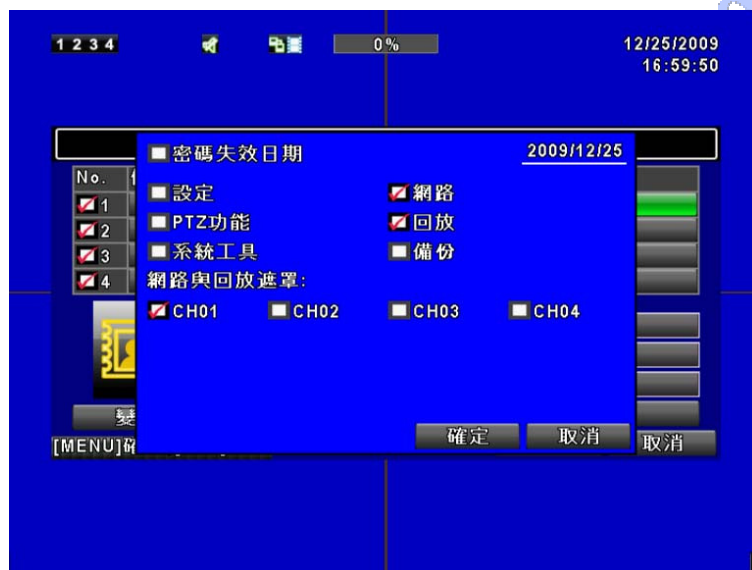 1 2 3 4 0% 12/25/2009
16:59:50
密碼失效日期 2009/12/25
No.
設定 網路
1
PTZ功能 回放
2
系統工具 備份
3
網路與回放遮罩:
4
CH01 CH02 CH03 CH04
變
確定 取消
[MENU]確 取消